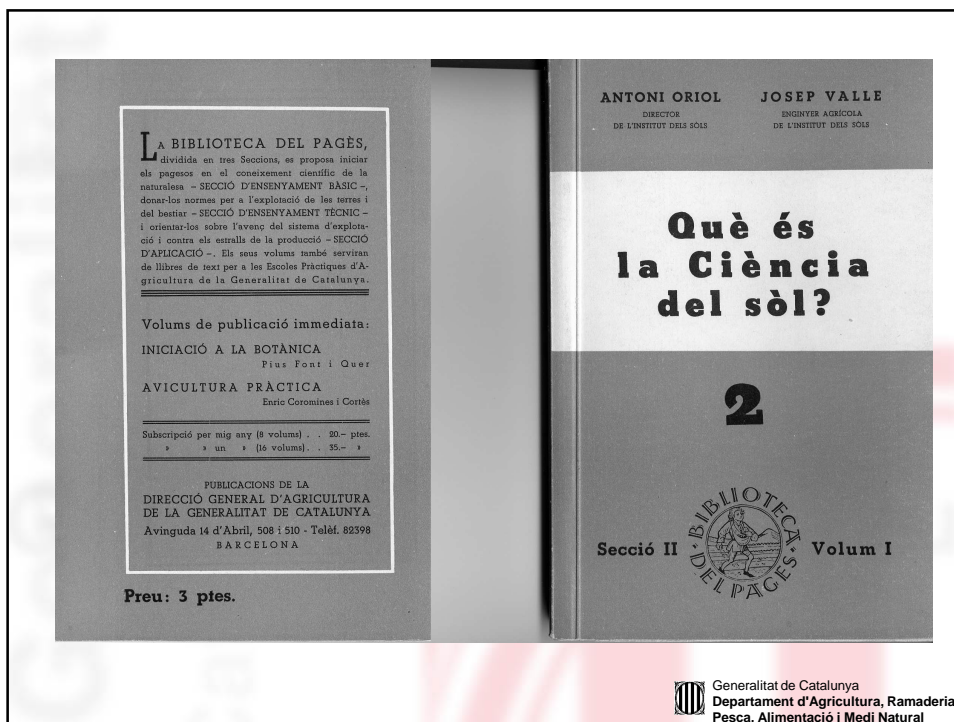 LA BIBLIOTECA DEL PAGÈS,
dividida en tres Seccions, es proposa iniciar
els pagesos en el coneixement científic de la
naturalesa – SECCIÓ D'ENSENYAMENT BÀSIC –,
donar-los normes per a l'explotació de les terres i
del bestiar – SECCIÓ D'ENSENYAMENT TÈCNIC –
i orientar-los sobre l'avenç del sistema d'explota-
ció i contra els estralls de la producció – SECCIÓ
D'APLICACIÓ –. Els seus volums també serviran
de llibres de text per a les Escoles Pràctiques d'A-
gricultura de la Generalitat de Catalunya.
Volums de publicació immediata:
INICIACIÓ A LA BOTÀNICA
Pius Font i Quer
AVICULTURA PRÀCTICA
Enric Coromines i Cortès
Subscripció per mig any (8 volums) . . 20.– ptes.
» » un » (16 volums) . . 35.– »
PUBLICACIONS DE LA
DIRECCIÓ GENERAL D'AGRICULTURA
DE LA GENERALITAT DE CATALUNYA
Avinguda 14 d'Abril, 508 i 510 - Telèf. 82398
BARCELONA
Preu: 3 ptes.
ANTONI ORIOL
DIRECTOR
DE L'INSTITUT DELS SÒLS
JOSEP VALLE
ENGINYER AGRÍCOLA
DE L'INSTITUT DELS SÒLS
Què és
la Ciència
del sòl?
2
Secció II
BIBLIOTECA
DEL PAGÈS
Volum I
Generalitat de Catalunya
Departament d'Agricultura, Ramaderia
Pesca, Alimentació i Medi Natural